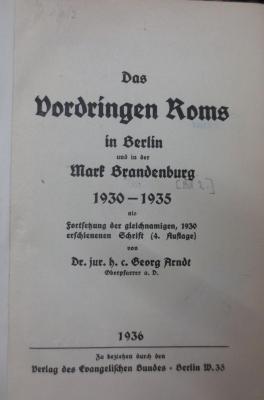 Das
Vordringen Roms
in Berlin
und in der
Mark Brandenburg
1930–1935
als
Fortsetzung der gleichnamigen, 1930
erschienenen Schrift (4. Auflage)
von
Dr. jur. h. c. Georg Arndt
Oberpfarrer a. D.
1936
Zu beziehen durch den
Verlag des Evangelischen Bundes · Berlin W. 35